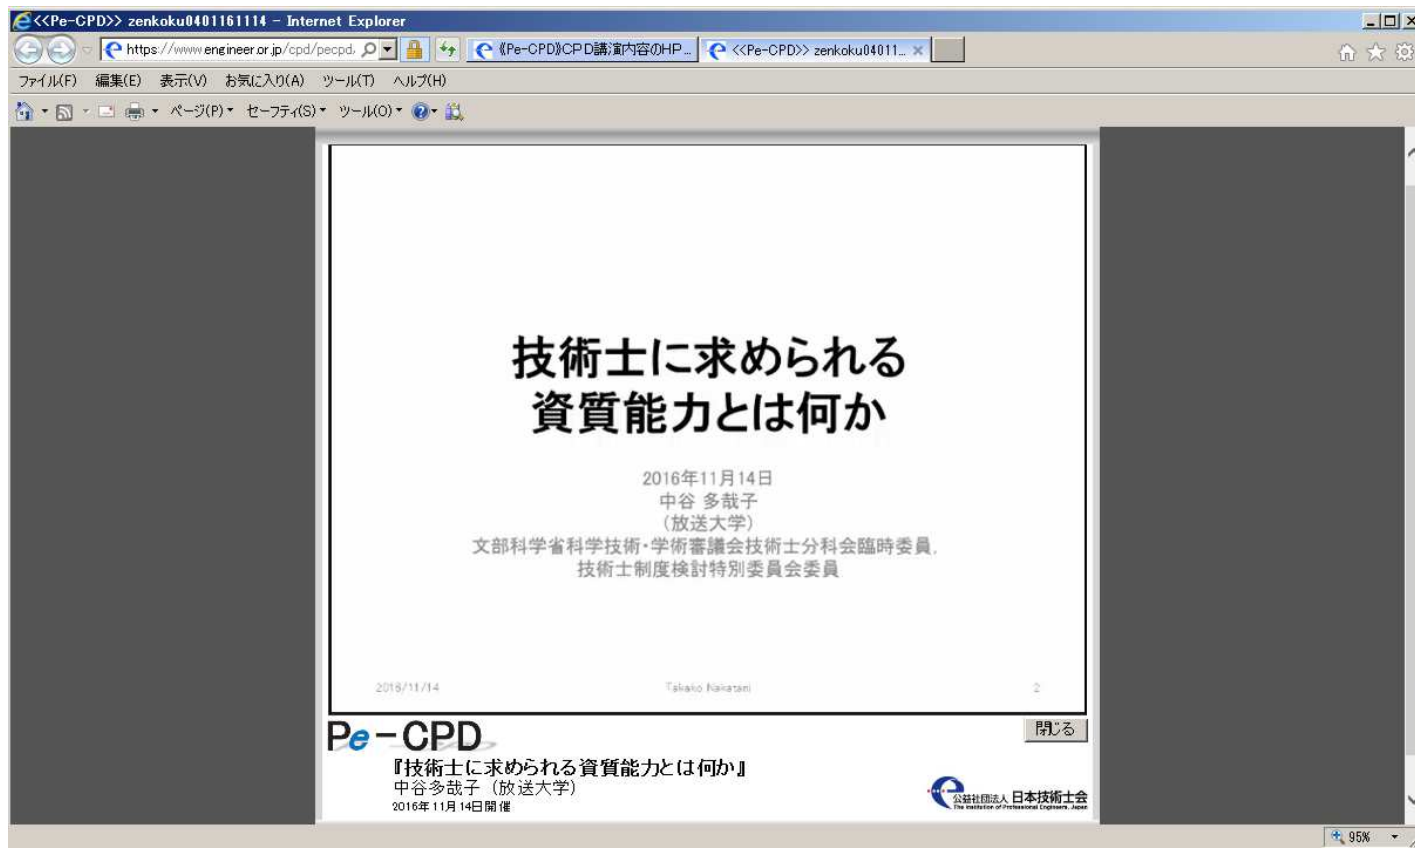 <<Pe-CPD>> zenkoku0401161114 - Internet Explorer
https://www.engineer.or.jp/cpd/pecpd,
《Pe-CPD》CPD講演内容のHP...
<<Pe-CPD>> zenkoku04011...
ファイル(F) 編集(E) 表示(V) お気に入り(A) ツール(T) ヘルプ(H)
ページ(P) セーフティ(S) ツール(O)
技術士に求められる
資質能力とは何か
2016年11月14日
中谷 多哉子
(放送大学)
文部科学省科学技術・学術審議会技術士分科会臨時委員,
技術士制度検討特別委員会委員
2016/11/14 Takako Nakatani 2
Pe-CPD
閉じる
『技術士に求められる資質能力とは何か』
中谷多哉子（放送大学）
2016年11月14日開催
公益社団法人 日本技術士会
The Institution of Professional Engineers, Japan
95%